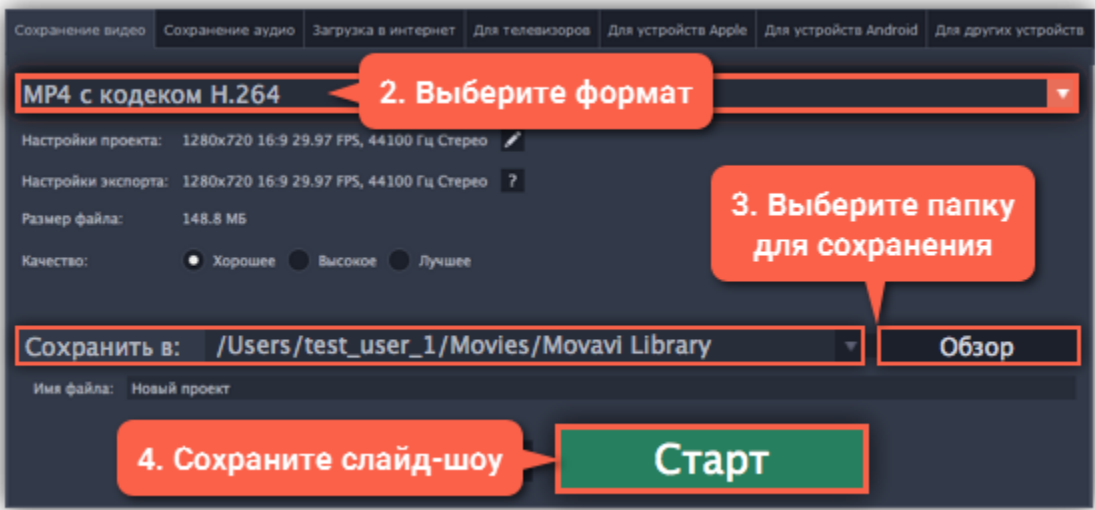 Сохранение видео Сохранение аудио Загрузка в интернет Для телевизоров Для устройств Apple Для устройств Android Для других устройств
MP4 с кодеком H.264
2. Выберите формат
Настройки проекта: 1280x720 16:9 29.97 FPS, 44100 Гц Стерео
Настройки экспорта: 1280x720 16:9 29.97 FPS, 44100 Гц Стерео ?
Размер файла: 148.8 МБ
3. Выберите папку
для сохранения
Качество: Хорошее Высокое Лучшее
Сохранить в: /Users/test_user_1/Movies/Movavi Library Обзор
Имя файла: Новый проект
4. Сохраните слайд-шоу Старт